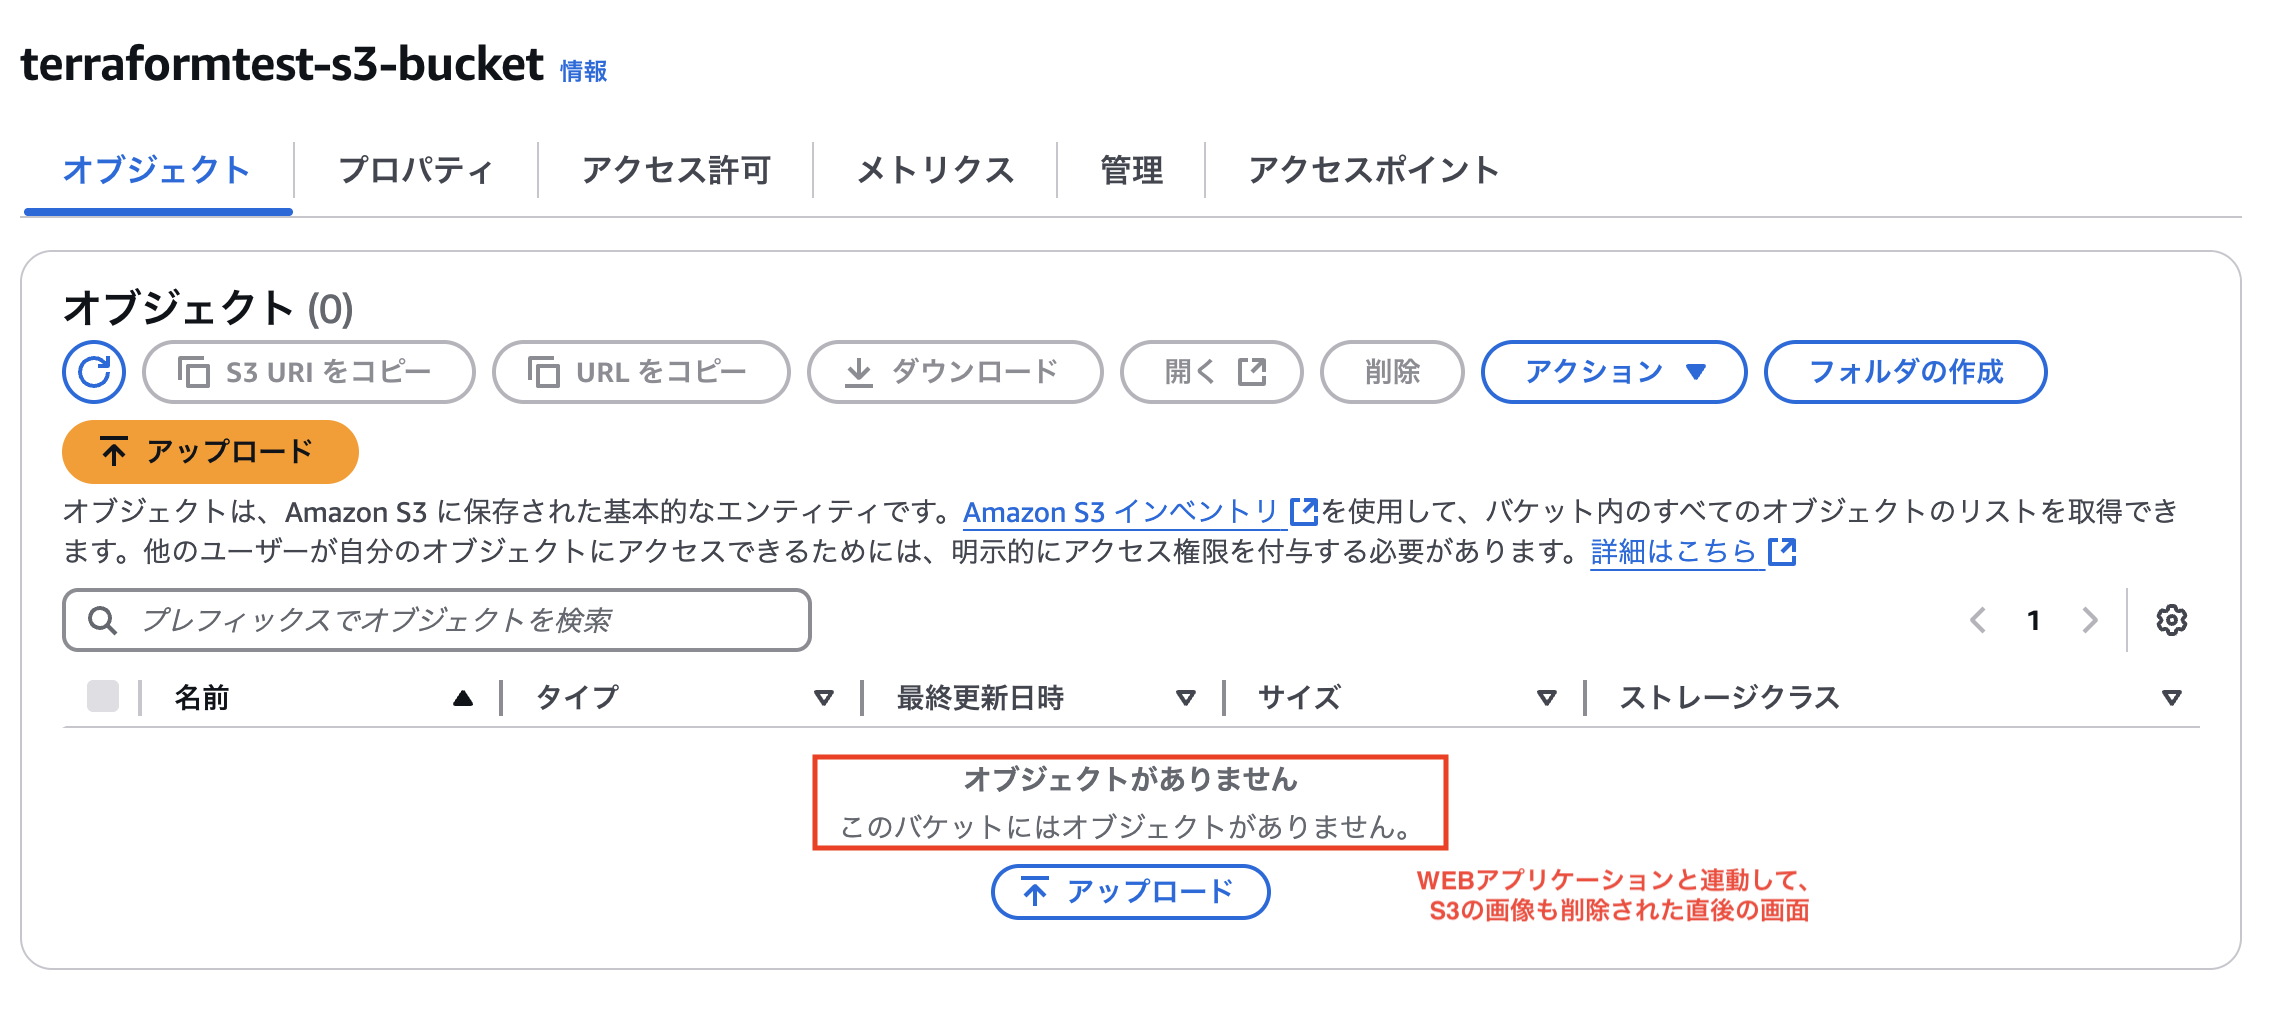 terraformtest-s3-bucket 情報
オブジェクト プロパティ アクセス許可 メトリクス 管理 アクセスポイント
オブジェクト (0)
S3 URI をコピー URL をコピー ダウンロード 開く 削除 アクション フォルダの作成
アップロード
オブジェクトは、Amazon S3 に保存された基本的なエンティティです。Amazon S3 インベントリ を使用して、バケット内のすべてのオブジェクトのリストを取得でき
ます。他のユーザーが自分のオブジェクトにアクセスできるためには、明示的にアクセス権限を付与する必要があります。詳細はこちら
プレフィックスでオブジェクトを検索 1
名前 タイプ 最終更新日時 サイズ ストレージクラス
オブジェクトがありません
このバケットにはオブジェクトがありません。
アップロード
WEBアプリケーションと連動して、
S3の画像も削除された直後の画面